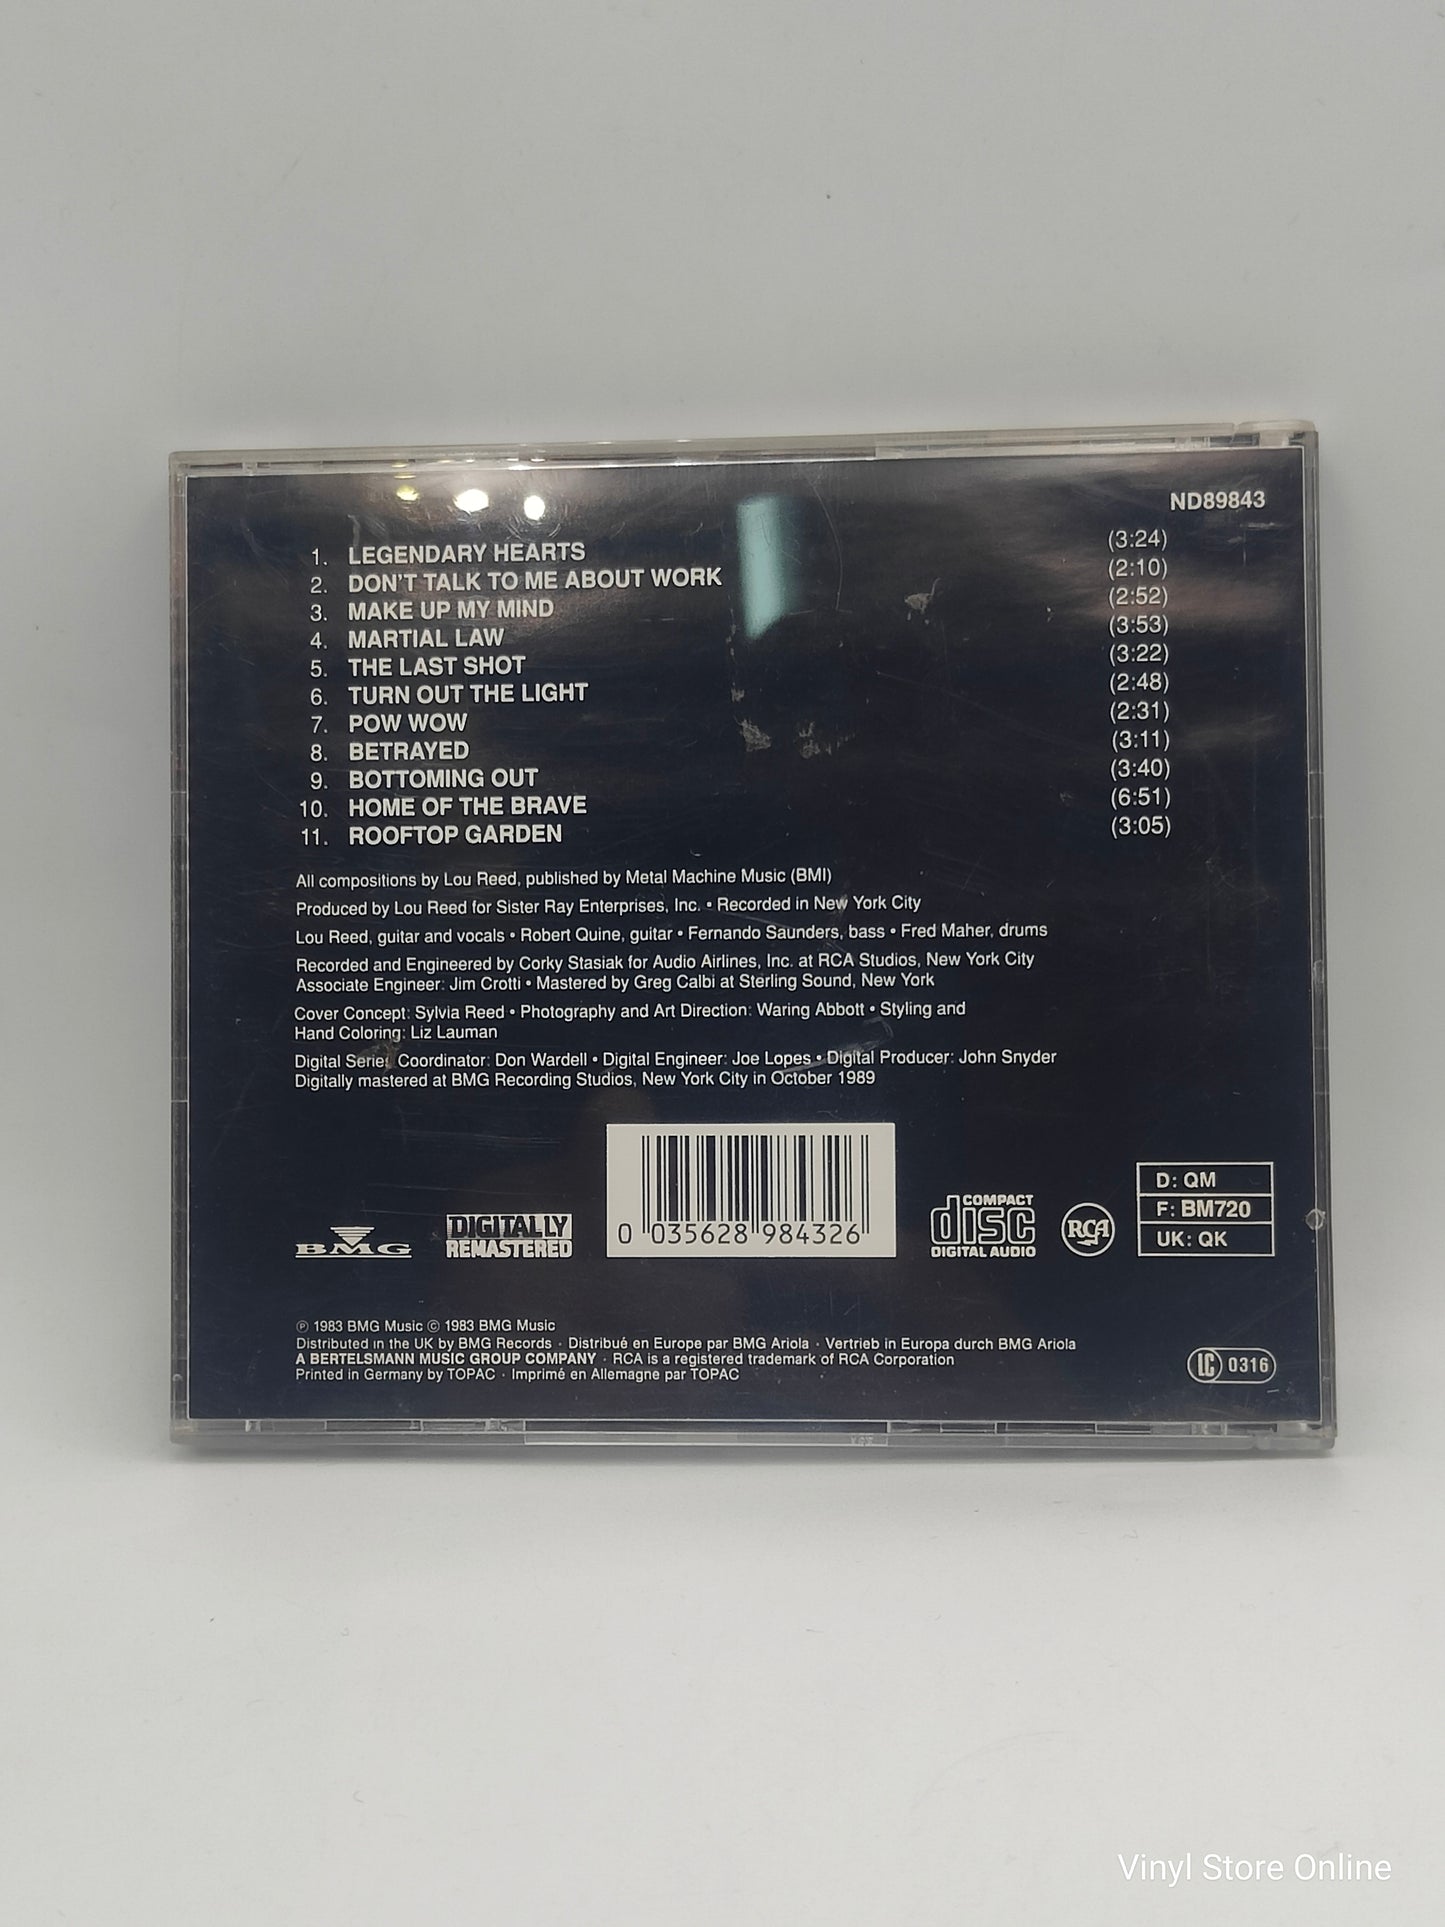 ND89843
1. LEGENDARY HEARTS (3:24)
2. DON'T TALK TO ME ABOUT WORK (2:10)
3. MAKE UP MY MIND (2:52)
4. MARTIAL LAW (3:53)
5. THE LAST SHOT (3:22)
6. TURN OUT THE LIGHT (2:48)
7. POW WOW (2:31)
8. BETRAYED (3:11)
9. BOTTOMING OUT (3:40)
10. HOME OF THE BRAVE (6:51)
11. ROOFTOP GARDEN (3:05)
All compositions by Lou Reed, published by Metal Machine Music (BMI)
Produced by Lou Reed for Sister Ray Enterprises, Inc. • Recorded in New York City
Lou Reed, guitar and vocals • Robert Quine, guitar • Fernando Saunders, bass • Fred Maher, drums
Recorded and Engineered by Corky Stasiak for Audio Airlines, Inc. at RCA Studios, New York City
Associate Engineer: Jim Crotti • Mastered by Greg Calbi at Sterling Sound, New York
Cover Concept: Sylvia Reed • Photography and Art Direction: Waring Abbott • Styling and
Hand Coloring: Liz Lauman
Digital Series Coordinator: Don Wardell • Digital Engineer: Joe Lopes • Digital Producer: John Snyder
Digitally mastered at BMG Recording Studios, New York City in October 1989
BMG
DIGITALLY
REMASTERED
0 035628 984326
COMPACT
disc
DIGITAL AUDIO
RCA
D: QM
F: BM720
UK: QK
℗ 1983 BMG Music © 1983 BMG Music
Distributed in the UK by BMG Records · Distribué en Europe par BMG Ariola · Vertrieb in Europa durch BMG Ariola
A BERTELSMANN MUSIC GROUP COMPANY · RCA is a registered trademark of RCA Corporation
Printed in Germany by TOPAC · Imprimé en Allemagne par TOPAC
LC 0316
Vinyl Store Online